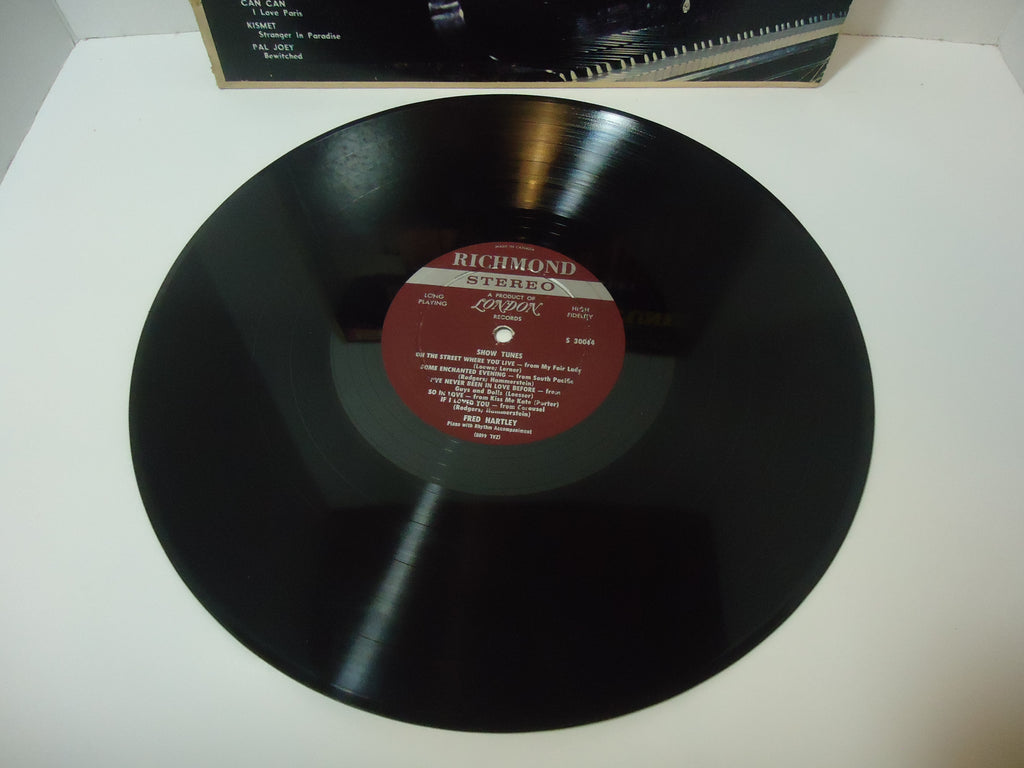 CAN CAN
I Love Paris
KISMET
Stranger In Paradise
PAL JOEY
Bewitched
MADE IN CANADA
RICHMOND
STEREO
LONG PLAYING
A PRODUCT OF
LONDON
RECORDS
HIGH FIDELITY
S 30064
SHOW TUNES
ON THE STREET WHERE YOU LIVE — from My Fair Lady
(Loewe; Lerner)
SOME ENCHANTED EVENING — from South Pacific
(Rodgers; Hammerstein)
I'VE NEVER BEEN IN LOVE BEFORE — from
Guys and Dolls (Loesser)
SO IN LOVE — from Kiss Me Kate (Porter)
IF I LOVED YOU — from Carousel
(Rodgers; Hammerstein)
FRED HARTLEY
Piano with Rhythm Accompaniment